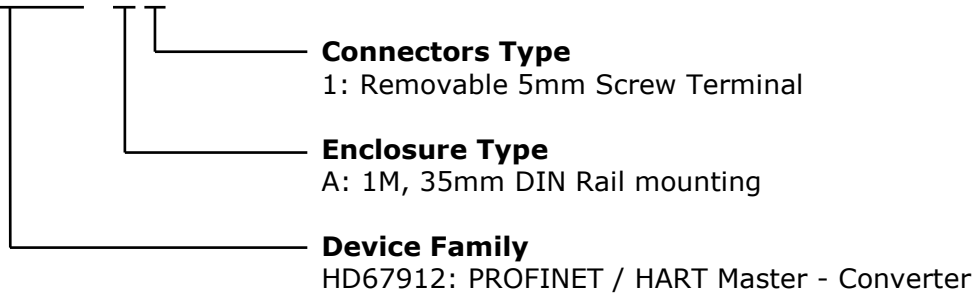 Connectors Type
1: Removable 5mm Screw Terminal
Enclosure Type
A: 1M, 35mm DIN Rail mounting
Device Family
HD67912: PROFINET / HART Master - Converter